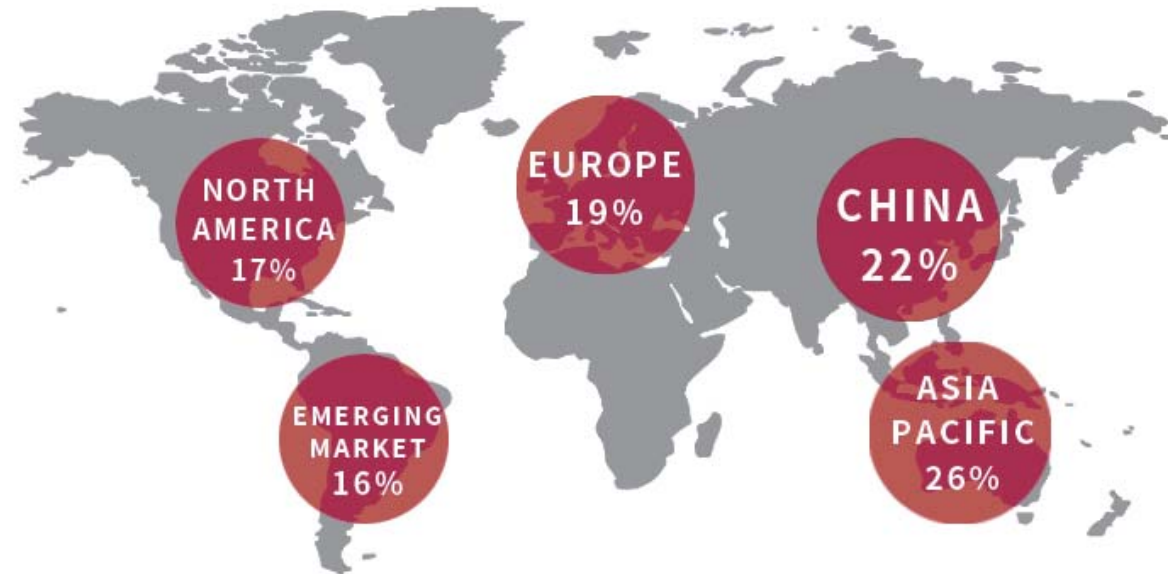 NORTH
AMERICA
17%
EUROPE
19%
CHINA
22%
EMERGING
MARKET
16%
ASIA
PACIFIC
26%